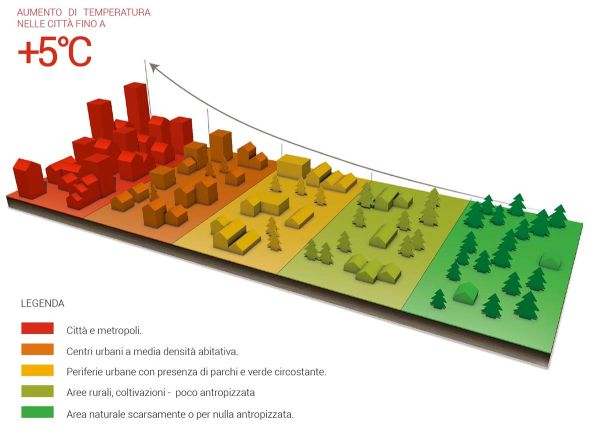 AUMENTO DI TEMPERATURA
NELLE CITTÀ FINO A
+5°C
LEGENDA
Città e metropoli.
Centri urbani a media densità abitativa.
Periferie urbane con presenza di parchi e verde circostante.
Aree rurali, coltivazioni - poco antropizzata
Area naturale scarsamente o per nulla antropizzata.